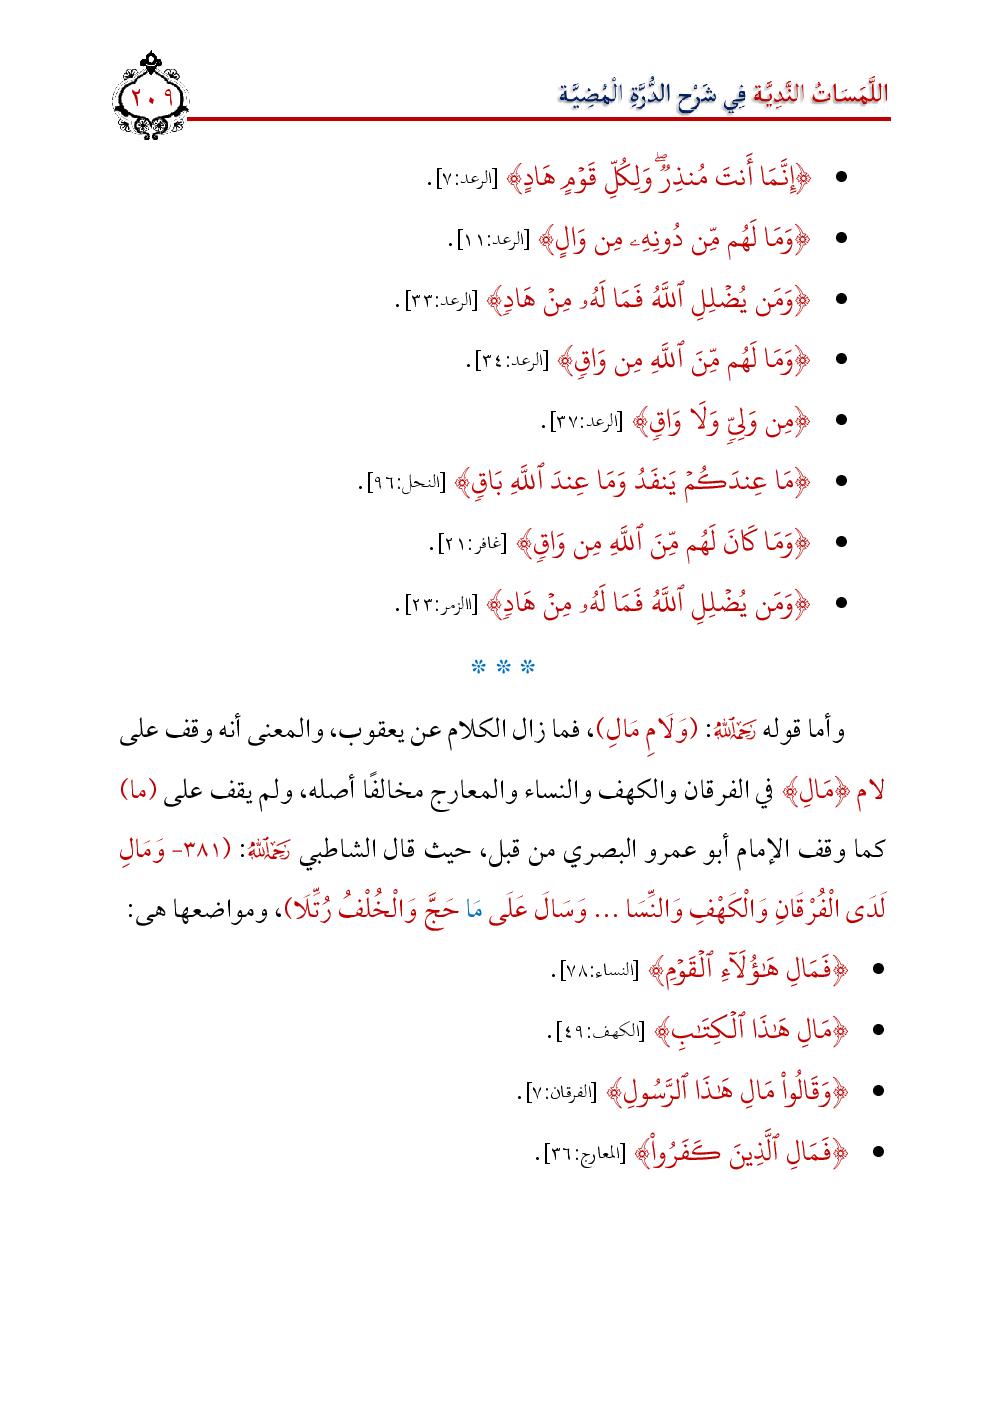 اللَّمَسَاتُ النَّدِيَّة فِي شَرْحِ الدُّرَّةِ الْمُضِيَّة
٢٠٩
• ﴿إِنَّمَا أَنتَ مُنذِرٌۖ وَلِكُلِّ قَوْمٍ هَادٍ﴾ [الرعد:٧].
• ﴿وَمَا لَهُم مِّن دُونِهِۦ مِن وَالٍ﴾ [الرعد:١١].
• ﴿وَمَن يُضْلِلِ ٱللَّهُ فَمَا لَهُۥ مِنْ هَادٖ﴾ [الرعد:٣٣].
• ﴿وَمَا لَهُم مِّنَ ٱللَّهِ مِن وَاقٖ﴾ [الرعد:٣٤].
• ﴿مِن وَلِيّٖ وَلَا وَاقٖ﴾ [الرعد:٣٧].
• ﴿مَا عِندَكُمْ يَنفَدُ وَمَا عِندَ ٱللَّهِ بَاقٖ﴾ [النحل:٩٦].
• ﴿وَمَا كَانَ لَهُم مِّنَ ٱللَّهِ مِن وَاقٖ﴾ [غافر:٢١].
• ﴿وَمَن يُضْلِلِ ٱللَّهُ فَمَا لَهُۥ مِنْ هَادٖ﴾ [االزمر:٢٣].
* * *
وأما قوله رَحِمَهُ ٱللَّهُ: (وَلَامِ مَالِ)، فما زال الكلام عن يعقوب، والمعنى أنه وقف على
لام ﴿مَالِ﴾ في الفرقان والكهف والنساء والمعارج مخالفًا أصله، ولم يقف على (ما)
كما وقف الإمام أبو عمرو البصري من قبل، حيث قال الشاطبي رَحِمَهُ ٱللَّهُ: (٣٨١- وَمَالِ
لَدَى الْفُرْقَانِ وَالْكَهْفِ وَالنِّسَا ... وَسَالَ عَلَى مَا حَجَّ وَالْخُلْفُ رُتِّلَا)، ومواضعها هى:
• ﴿فَمَالِ هَـٰٓؤُلَآءِ ٱلْقَوْمِ﴾ [النساء:٧٨].
• ﴿مَالِ هَـٰذَا ٱلْكِتَـٰبِ﴾ [الكهف:٤٩].
• ﴿وَقَالُوا۟ مَالِ هَـٰذَا ٱلرَّسُولِ﴾ [الفرقان:٧].
• ﴿فَمَالِ ٱلَّذِينَ كَفَرُوا۟﴾ [المعارج:٣٦].